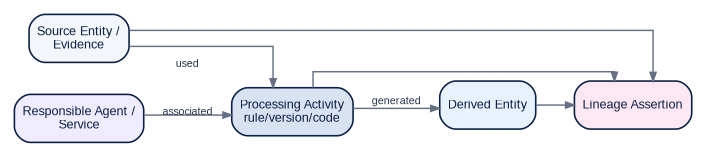 Source Entity /
Evidence
used
Responsible Agent /
Service
associated
Processing Activity
rule/version/code
generated
Derived Entity
Lineage Assertion